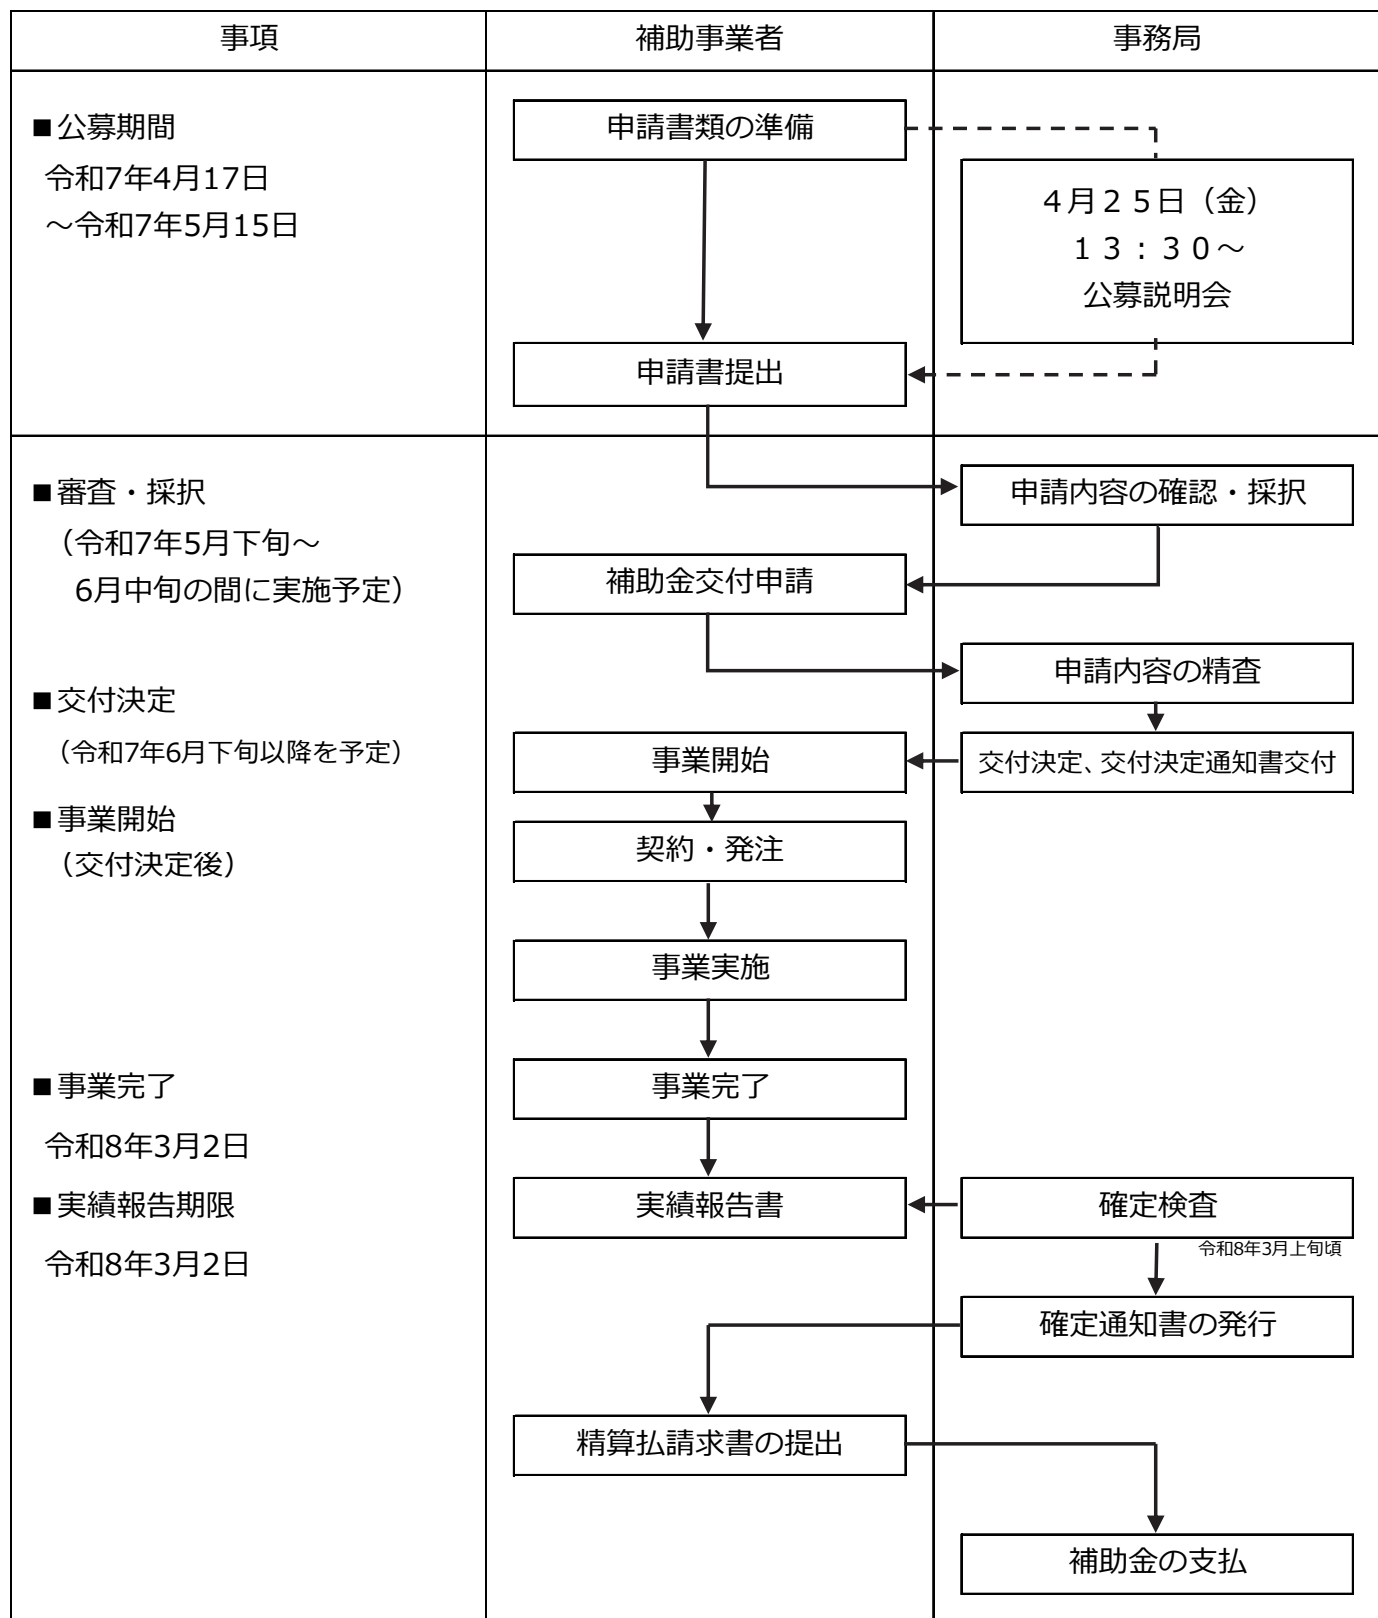 事項
補助事業者
事務局
■公募期間
令和7年4月17日
～令和7年5月15日
申請書類の準備
４月２５日（金）
１３：３０～
公募説明会
申請書提出
■審査・採択
（令和7年5月下旬～
6月中旬の間に実施予定）
申請内容の確認・採択
補助金交付申請
申請内容の精査
■交付決定
（令和7年6月下旬以降を予定）
事業開始
交付決定、交付決定通知書交付
■事業開始
（交付決定後）
契約・発注
事業実施
■事業完了
令和8年3月2日
事業完了
■実績報告期限
令和8年3月2日
実績報告書
確定検査
令和8年3月上旬頃
確定通知書の発行
精算払請求書の提出
補助金の支払